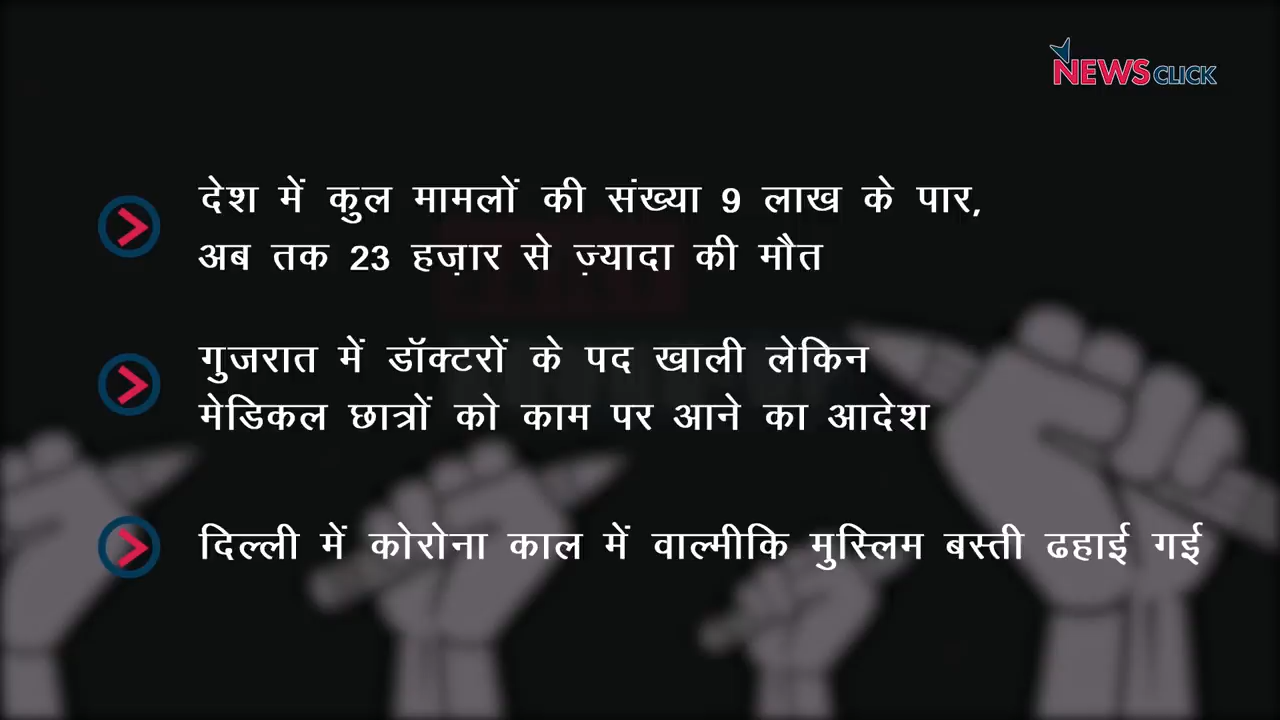 NEWSCLICK
देश में कुल मामलों की संख्या 9 लाख के पार,
अब तक 23 हज़ार से ज़्यादा की मौत
गुजरात में डॉक्टरों के पद खाली लेकिन
मेडिकल छात्रों को काम पर आने का आदेश
दिल्ली में कोरोना काल में वाल्मीकि मुस्लिम बस्ती ढहाई गई